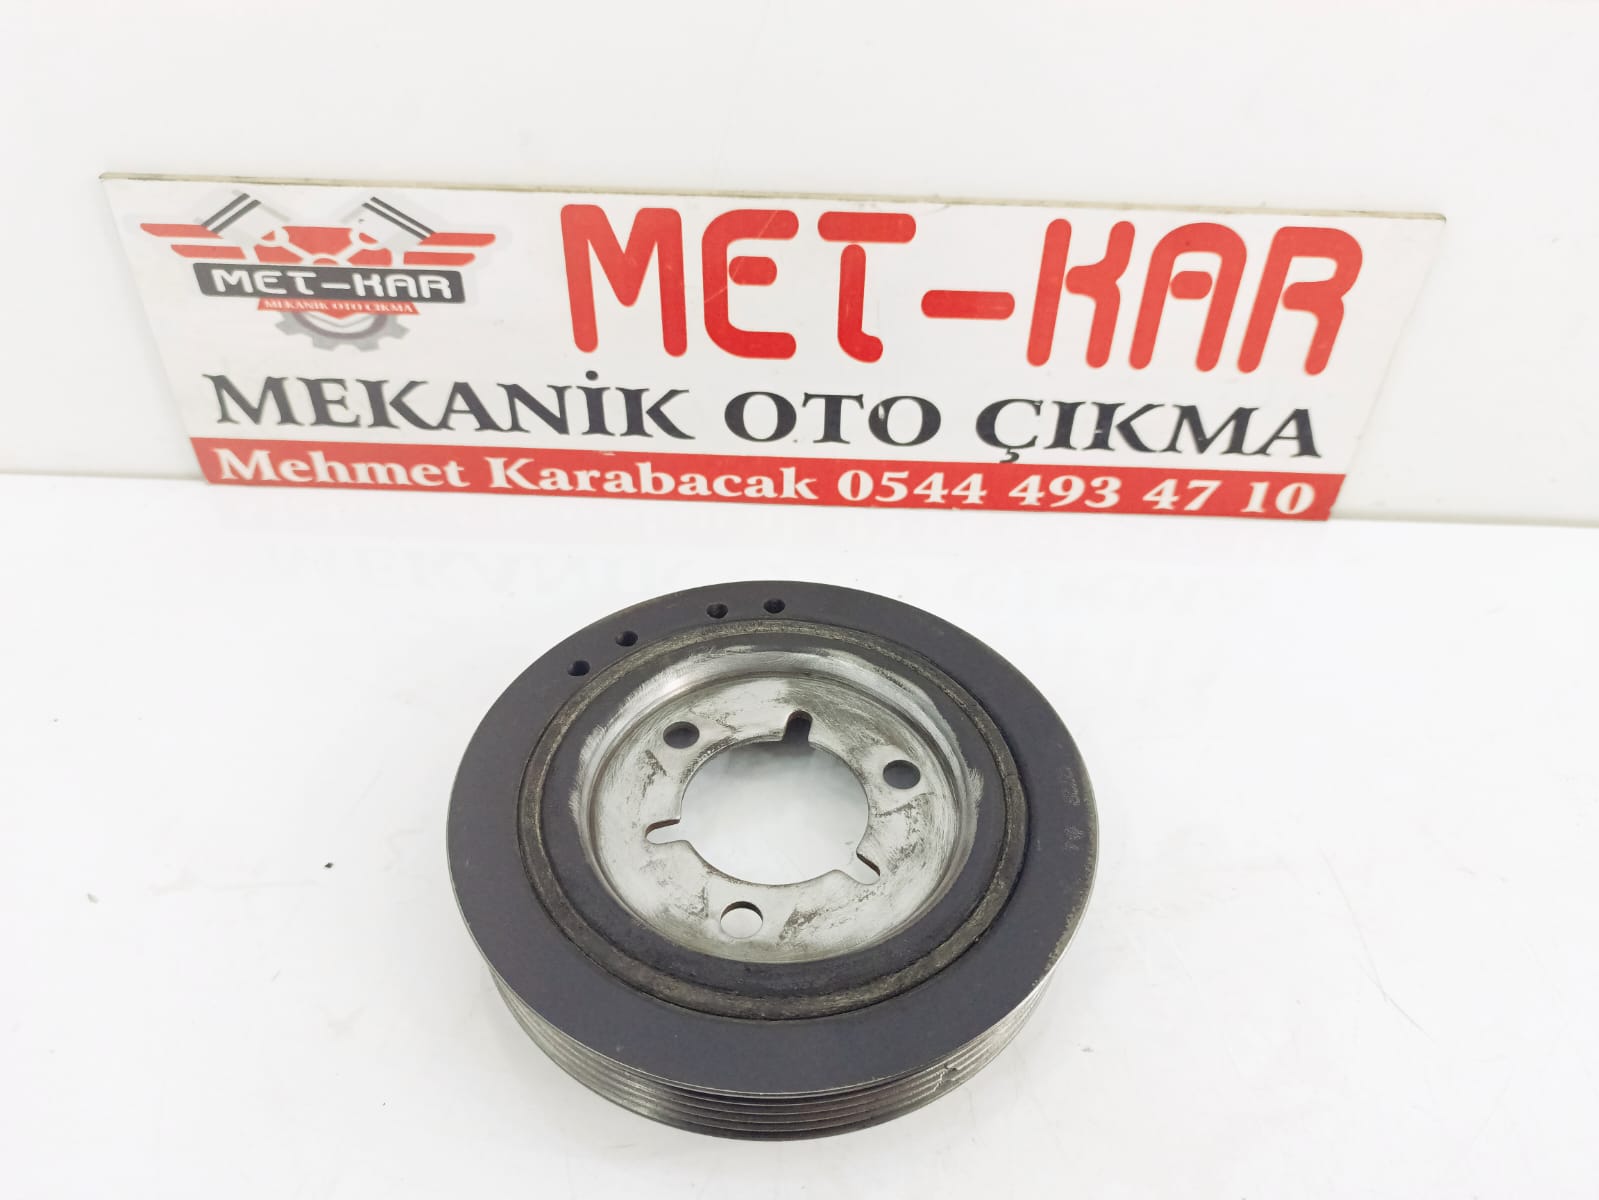 MET-KAR
MEKANİK OTO ÇIKMA
MET-KAR
MEKANİK OTO ÇIKMA
Mehmet Karabacak 0544 493 47 10